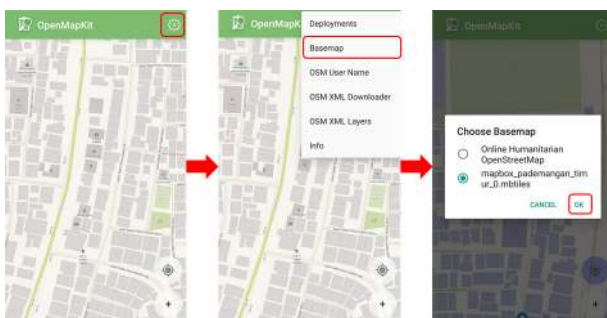 OpenMapKit
OpenMapK
Deployments
Basemap
OSM User Name
OSM XML Downloader
OSM XML Layers
Info
OpenMapKit
Choose Basemap
Online Humanitarian
OpenStreetMap
mapbox_pademangan_tim
ur_0.mbtiles
CANCEL
OK